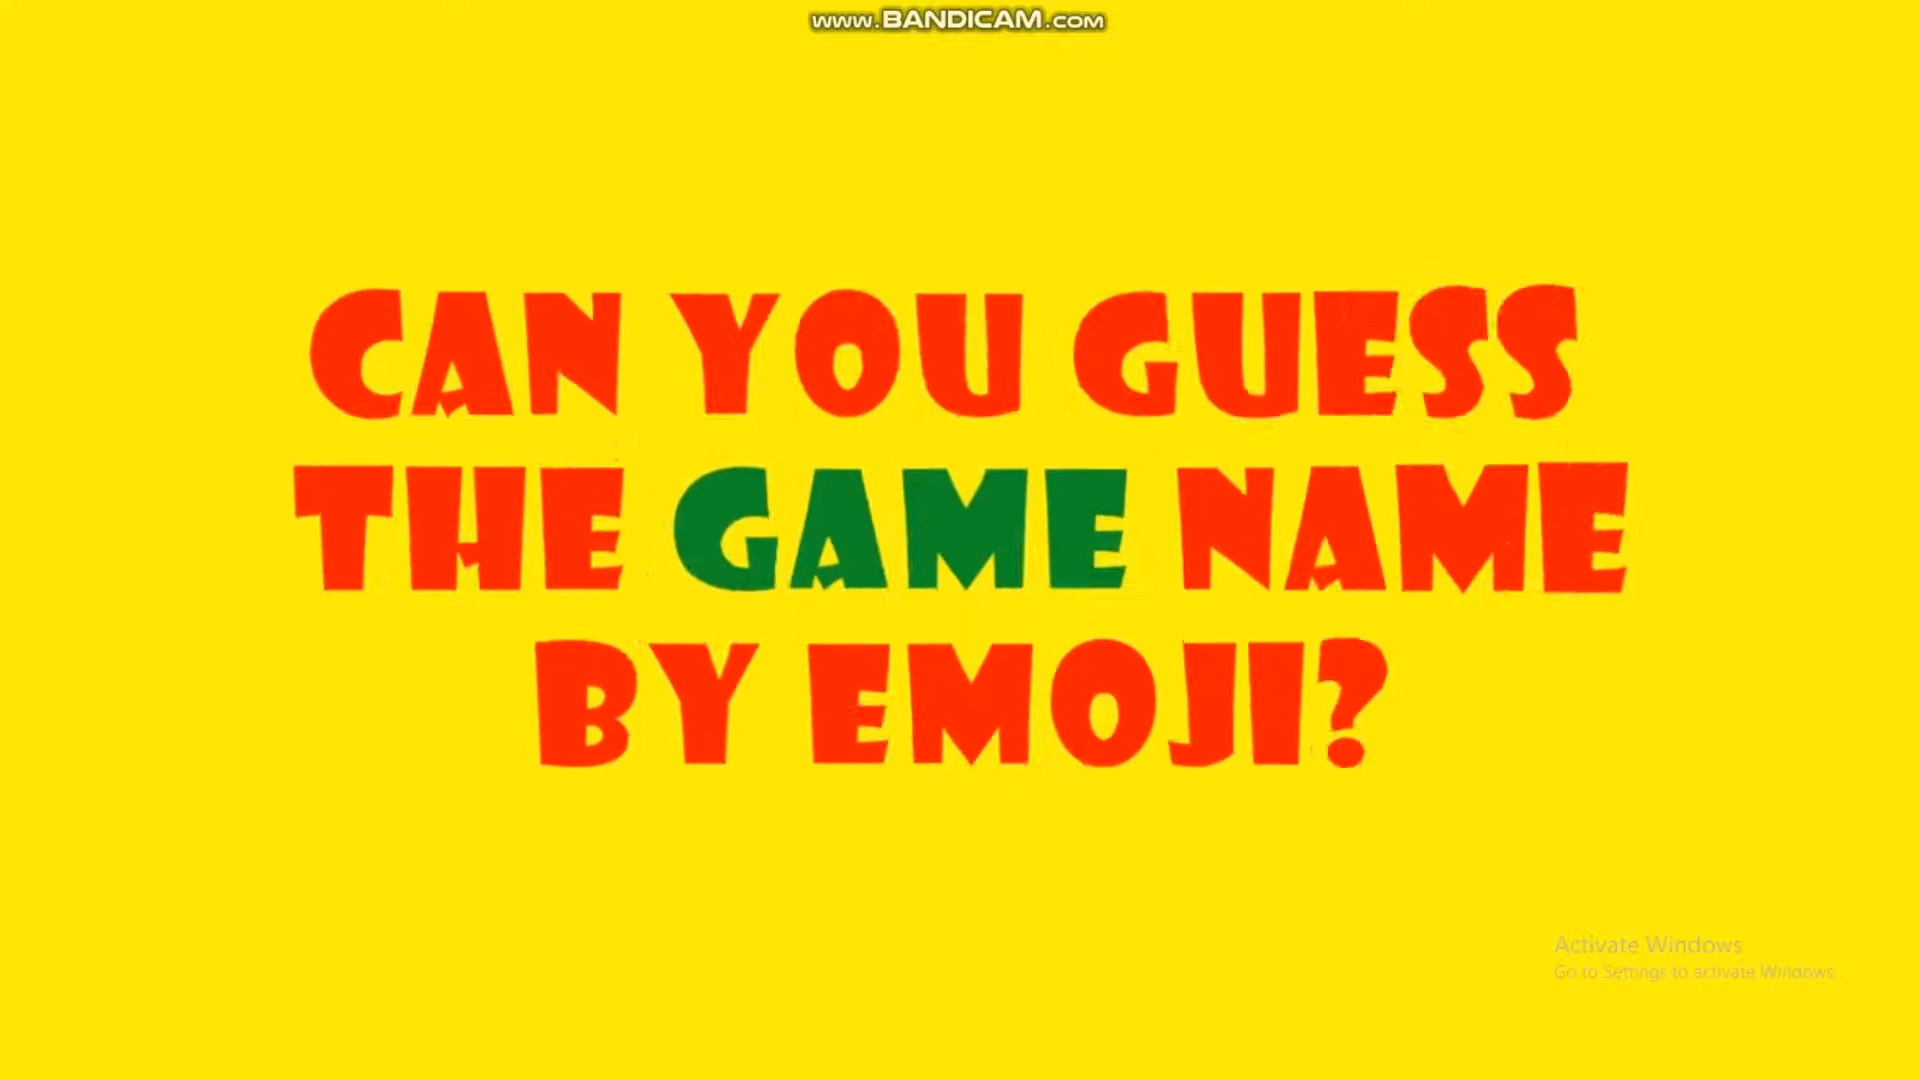 www.BANDICAM.com
CAN YOU GUESS
THE GAME NAME
BY EMOJI?
Activate Windows
Go to Settings to activate Windows.